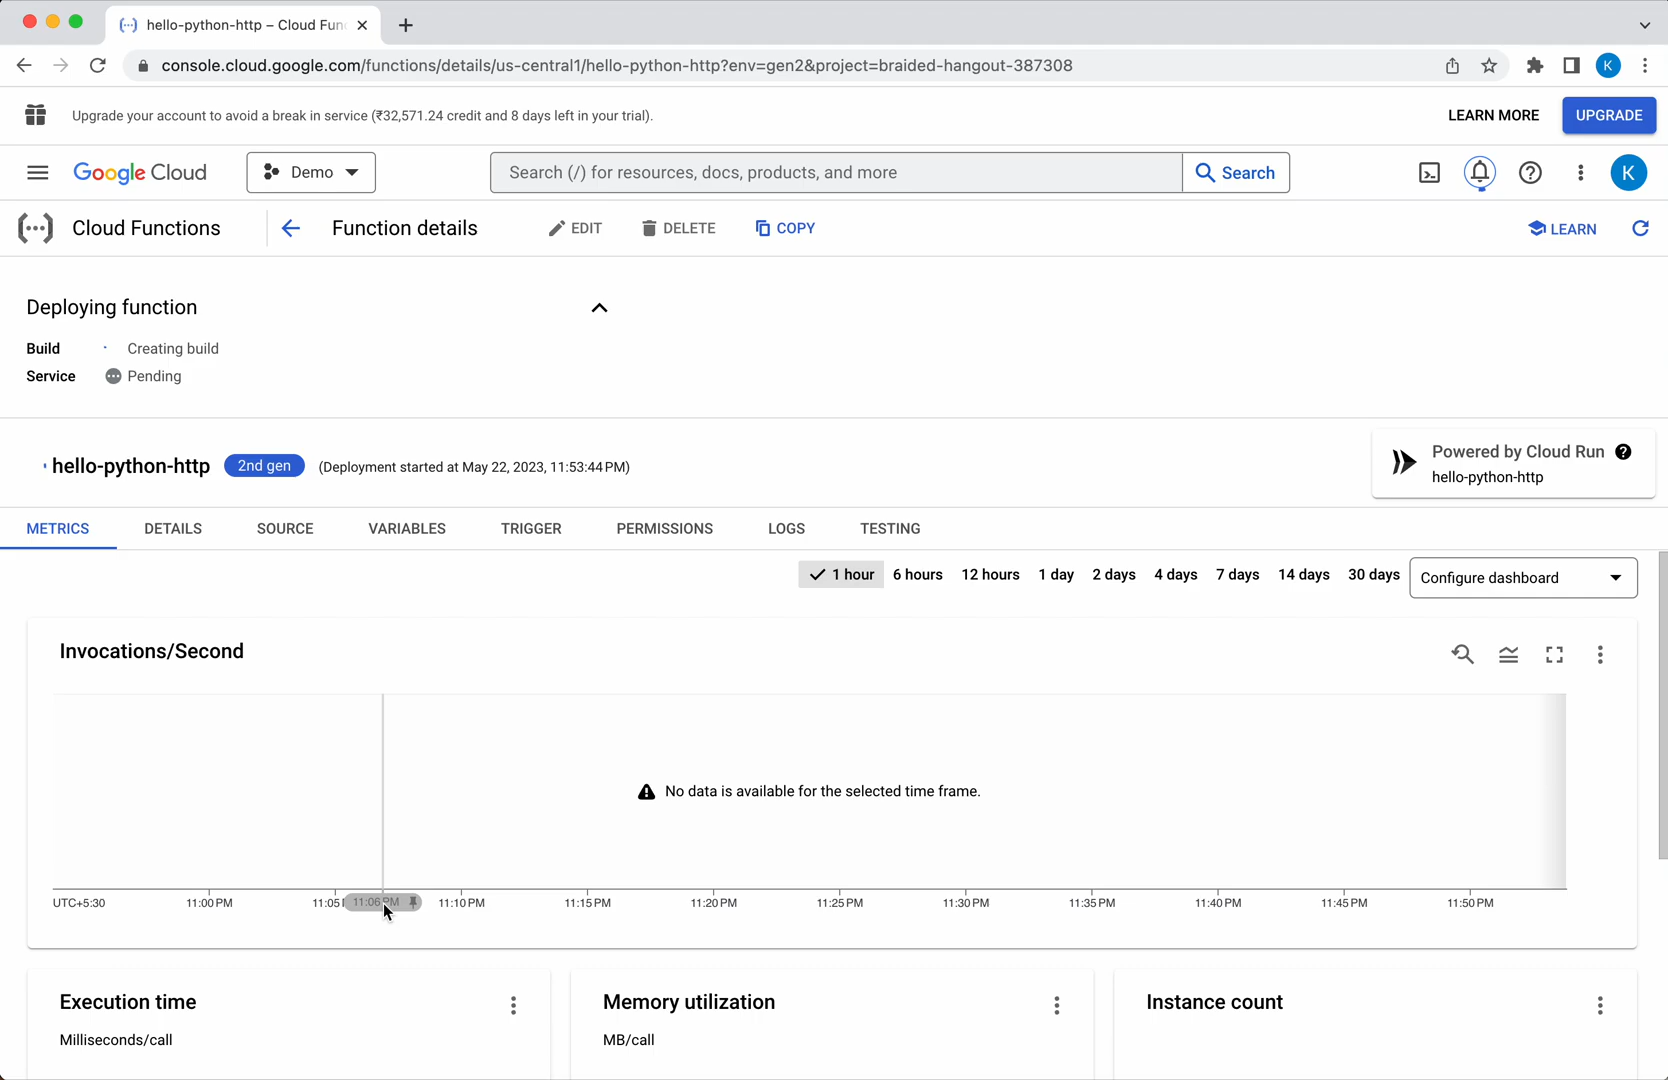 hello-python-http – Cloud Fun
console.cloud.google.com/functions/details/us-central1/hello-python-http?env=gen2&project=braided-hangout-387308
K
Upgrade your account to avoid a break in service (₹32,571.24 credit and 8 days left in your trial).
LEARN MORE
UPGRADE
Google Cloud
Demo
Search (/) for resources, docs, products, and more
Search
K
Cloud Functions
Function details
EDIT
DELETE
COPY
LEARN
Deploying function
Build Creating build
Service Pending
hello-python-http
2nd gen
(Deployment started at May 22, 2023, 11:53:44 PM)
Powered by Cloud Run
hello-python-http
METRICS
DETAILS
SOURCE
VARIABLES
TRIGGER
PERMISSIONS
LOGS
TESTING
1 hour
6 hours
12 hours
1 day
2 days
4 days
7 days
14 days
30 days
Configure dashboard
Invocations/Second
No data is available for the selected time frame.
UTC+5:30
11:00 PM
11:05
11:06 PM
11:10 PM
11:15 PM
11:20 PM
11:25 PM
11:30 PM
11:35 PM
11:40 PM
11:45 PM
11:50 PM
Execution time
Milliseconds/call
Memory utilization
MB/call
Instance count